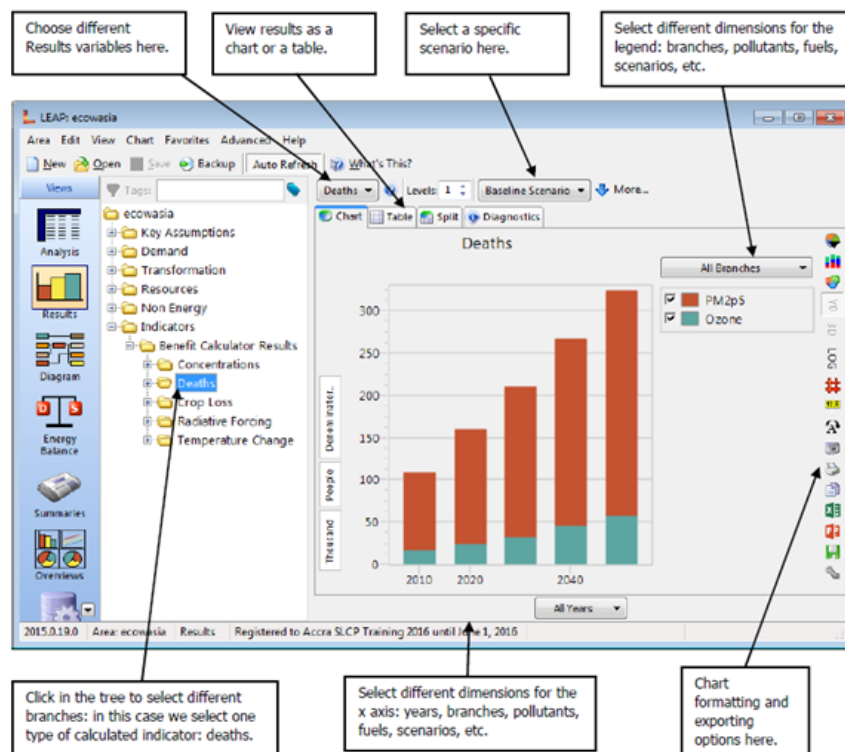 Choose different
Results variables here.
View results as a
chart or a table.
Select a specific
scenario here.
Select different dimensions for the
legend: branches, pollutants, fuels,
scenarios, etc.
LEAP: ecowasia
Area Edit View Chart Favorites Advanced Help
New Open Save Backup Auto Refresh What's This?
Views
Tags:
Deaths Levels: 1 Baseline Scenario More...
Chart Table Split Diagnostics
ecowasia
Key Assumptions
Demand
Transformation
Resources
Non Energy
Indicators
Benefit Calculator Results
Concentrations
Deaths
Crop Loss
Radiative Forcing
Temperature Change
Analysis
Results
Diagram
Energy
Balance
Summaries
Overviews
Deaths
All Branches
PM2p5
Ozone
300
250
200
150
100
50
0
Denominator..
People
Thousand
2010 2020 2040
All Years
Y0
3D
LOG
2015.0.19.0 Area: ecowasia Results Registered to Accra SLCP Training 2016 until June 1, 2016
Click in the tree to select different
branches: in this case we select one
type of calculated indicator: deaths.
Select different dimensions for the
x axis: years, branches, pollutants,
fuels, scenarios, etc.
Chart
formatting and
exporting
options here.